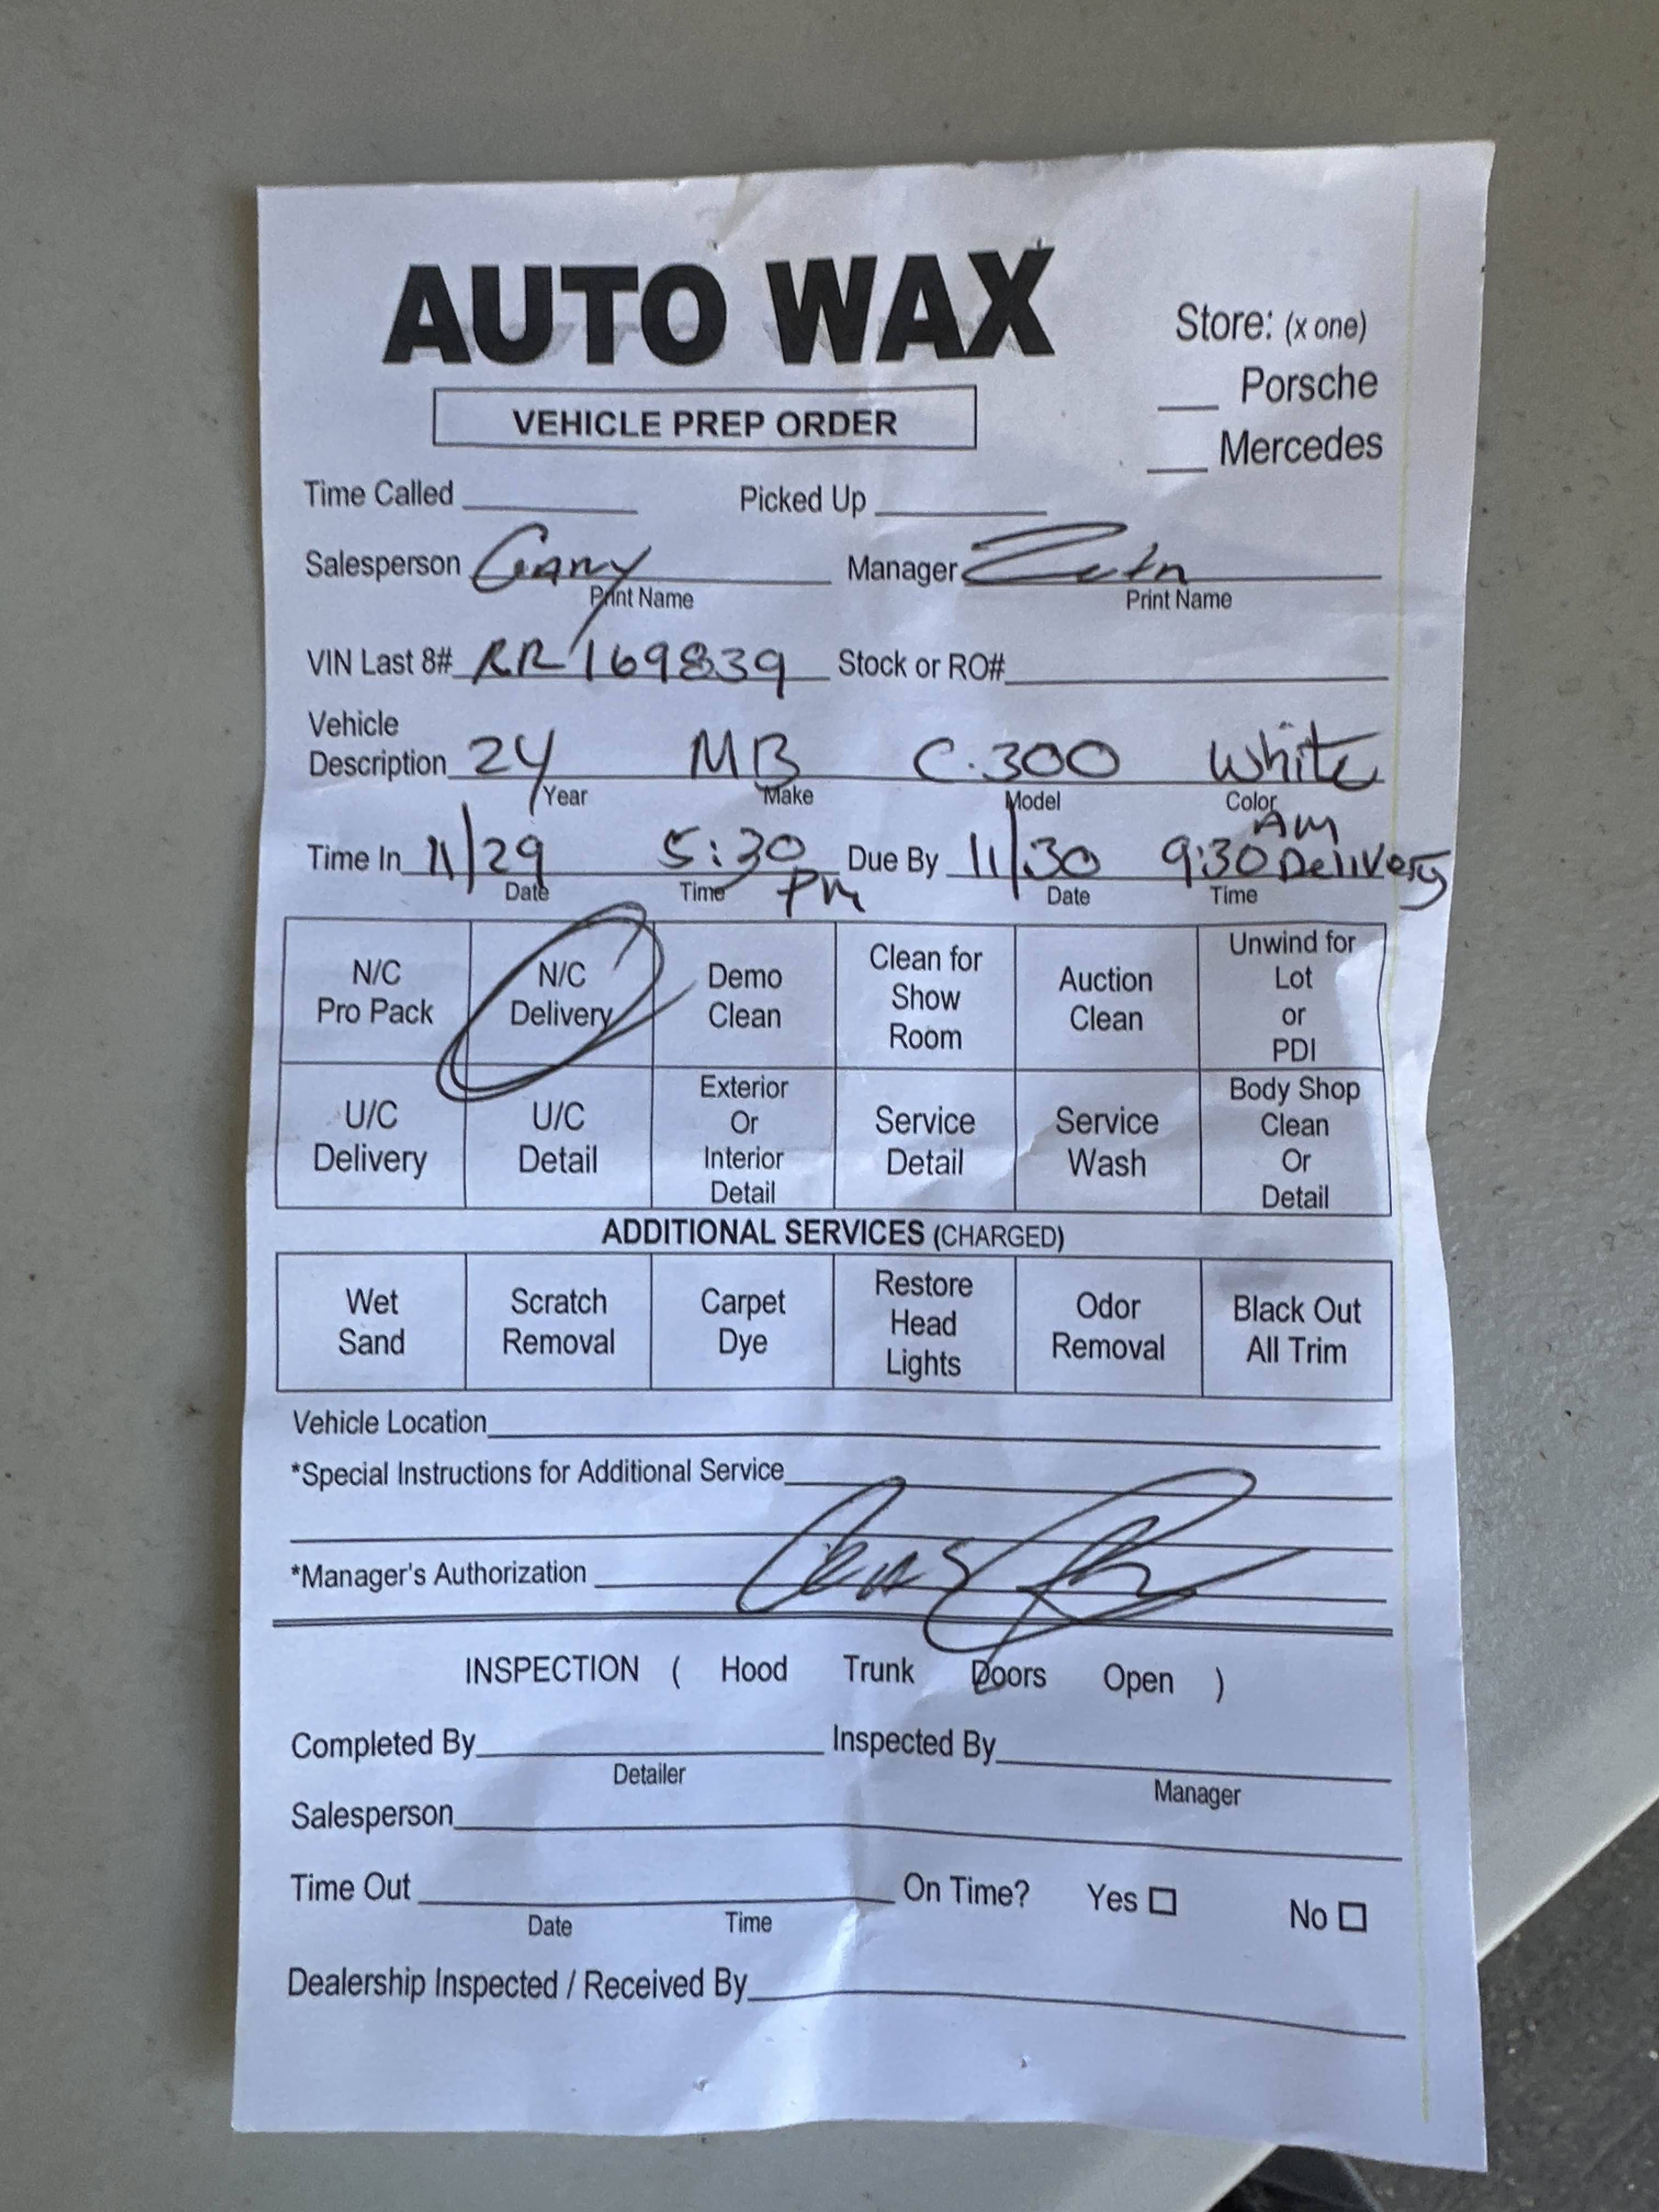 AUTO WAX
Store: (x one)
VEHICLE PREP ORDER
___ Porsche
___ Mercedes
Time Called ______ Picked Up ______
Salesperson Gary Manager
Print Name Print Name
VIN Last 8# RR169839 Stock or RO#
Vehicle
Description 24 MB C.300 White
Year Make Model Color
AM
Time In 11/29 5:30 PM Due By 11/30 9:30 Delivery
Date Time Date Time
N/C Pro Pack N/C Delivery Demo Clean Clean for Show Room Auction Clean Unwind for Lot or PDI
U/C Delivery U/C Detail Exterior Or Interior Detail Service Detail Service Wash Body Shop Clean Or Detail
ADDITIONAL SERVICES (CHARGED)
Wet Sand Scratch Removal Carpet Dye Restore Head Lights Odor Removal Black Out All Trim
Vehicle Location
*Special Instructions for Additional Service
*Manager's Authorization
INSPECTION ( Hood Trunk Doors Open )
Completed By Inspected By
Detailer Manager
Salesperson
Time Out On Time? Yes ☐ No ☐
Date Time
Dealership Inspected / Received By